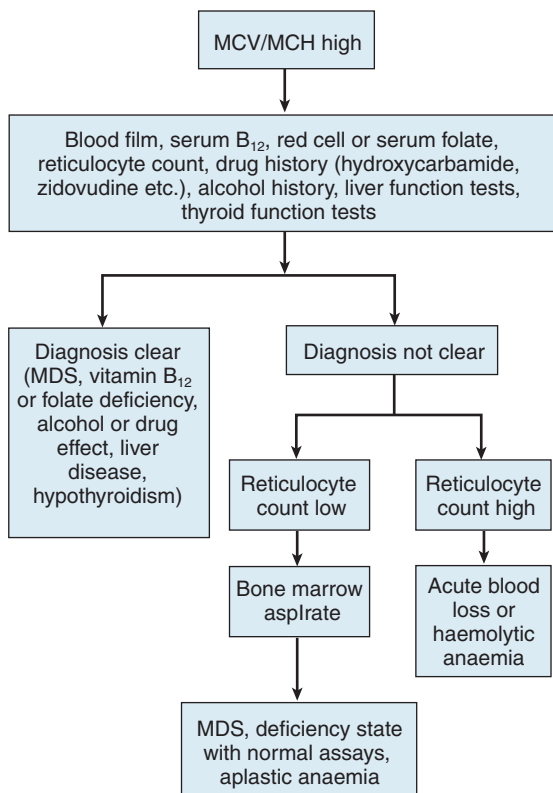 MCV/MCH high
Blood film, serum B12, red cell or serum folate,
reticulocyte count, drug history (hydroxycarbamide,
zidovudine etc.), alcohol history, liver function tests,
thyroid function tests
Diagnosis clear
(MDS, vitamin B12
or folate deficiency,
alcohol or drug
effect, liver
disease,
hypothyroidism)
Diagnosis not clear
Reticulocyte
count low
Reticulocyte
count high
Bone marrow
aspIrate
Acute blood
loss or
haemolytic
anaemia
MDS, deficiency state
with normal assays,
aplastic anaemia